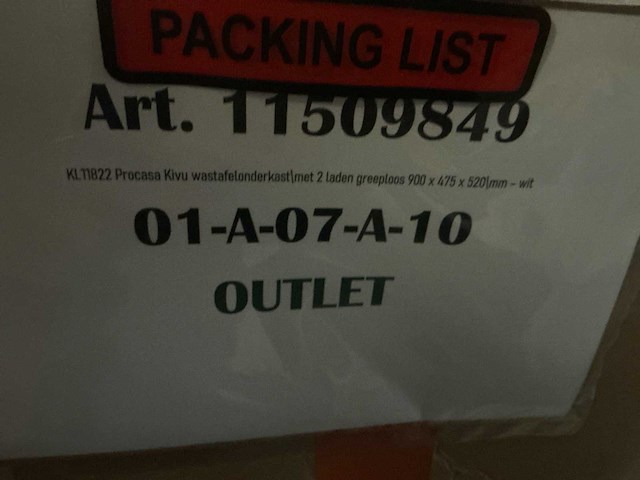 PACKING LIST
Art. 11509849
KLT1822 Procasa Kivu wastafelonderkast\met 2 laden greeploos 900 x 475 x 520\mm - wit
01-A-07-A-10
OUTLET